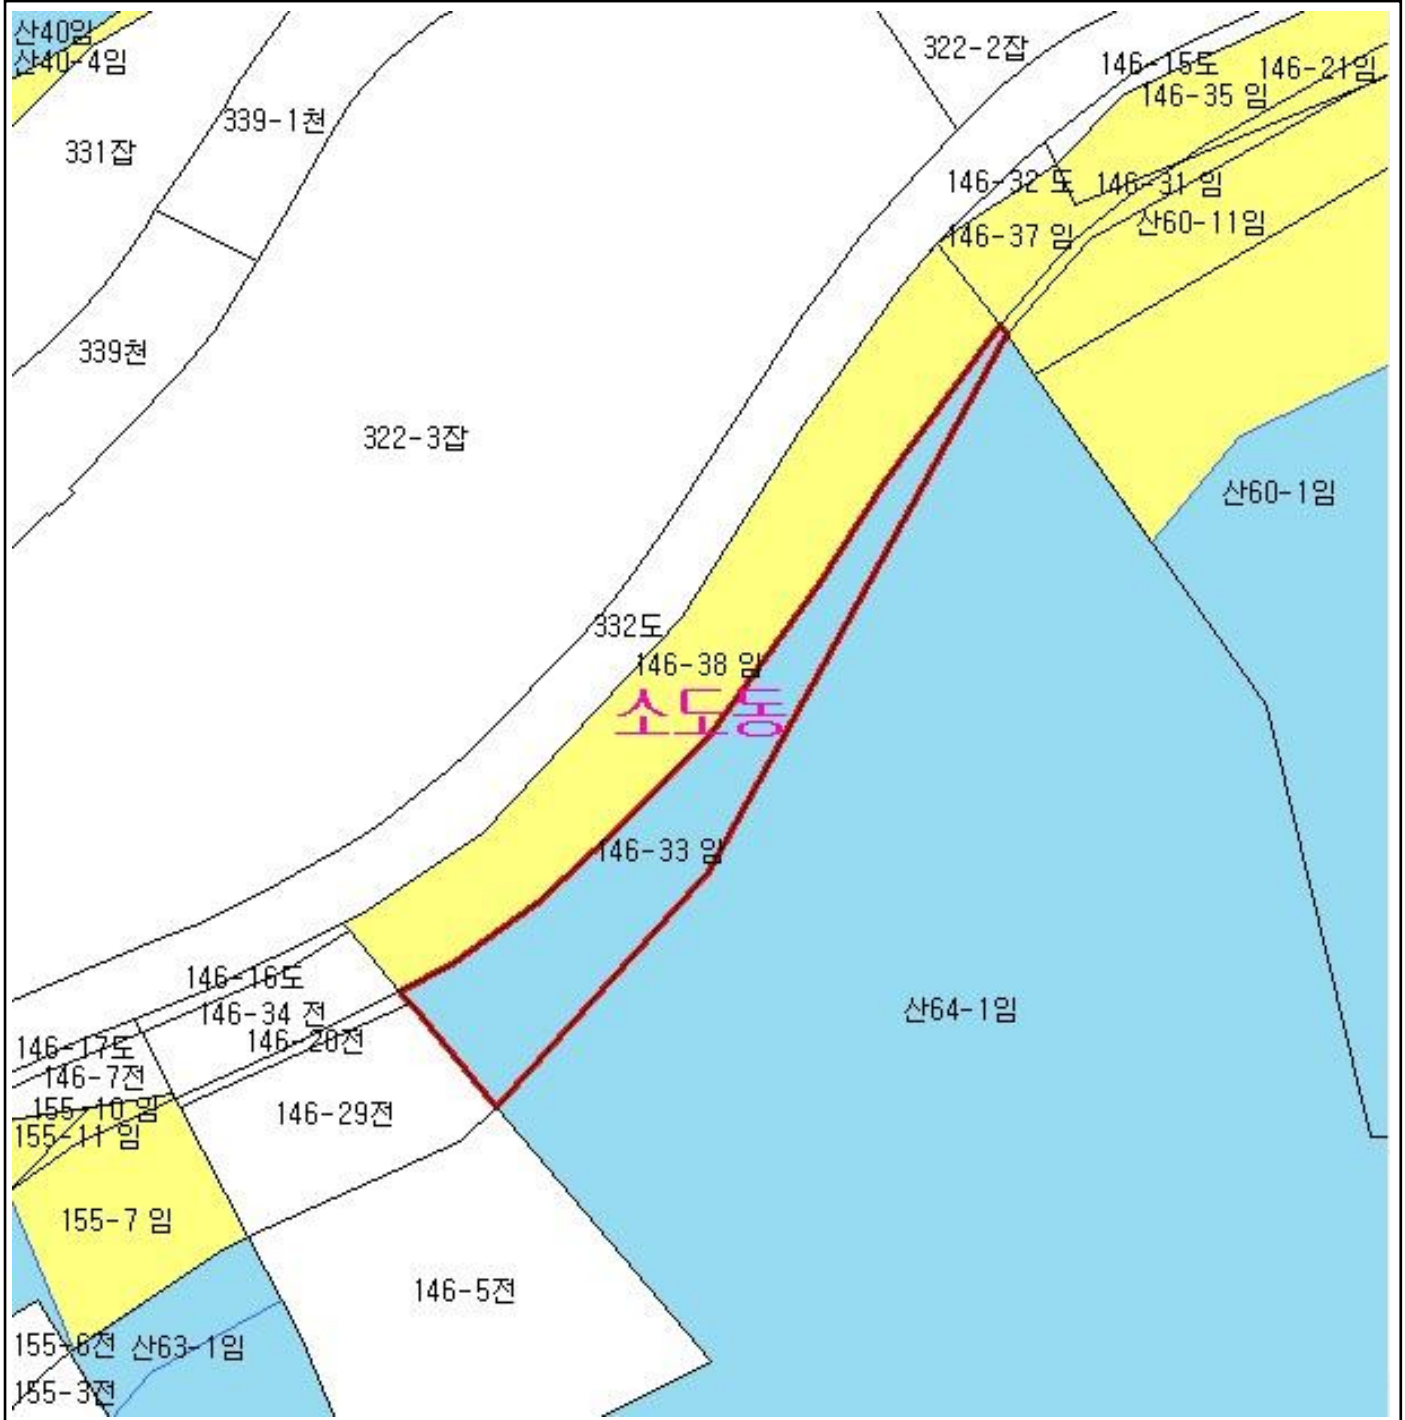 산40임
산40-4임
322-2잡
146-15도
146-21임
146-35 임
339-1천
331잡
146-32 도
146-31 임
산60-11임
146-37 임
339천
322-3잡
산60-1임
332도
146-38 임
소도동
146-33 임
146-16도
산64-1임
146-34 전
146-20전
146-17도
146-7전
155-10 임
146-29전
155-11 임
155-7 임
146-5전
155-6전
산63-1임
155-3전